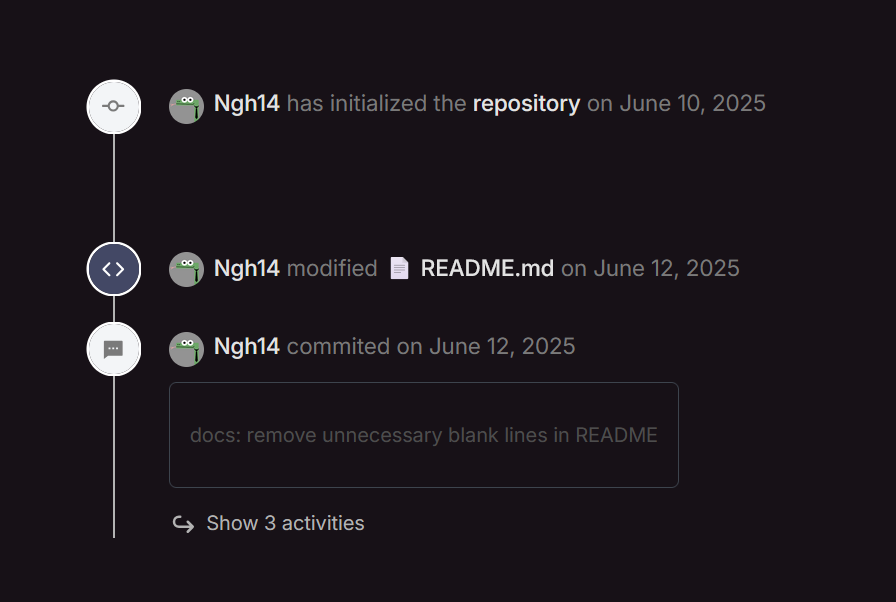 Ngh14 has initialized the repository on June 10, 2025
Ngh14 modified README.md on June 12, 2025
Ngh14 commited on June 12, 2025
docs: remove unnecessary blank lines in README
Show 3 activities